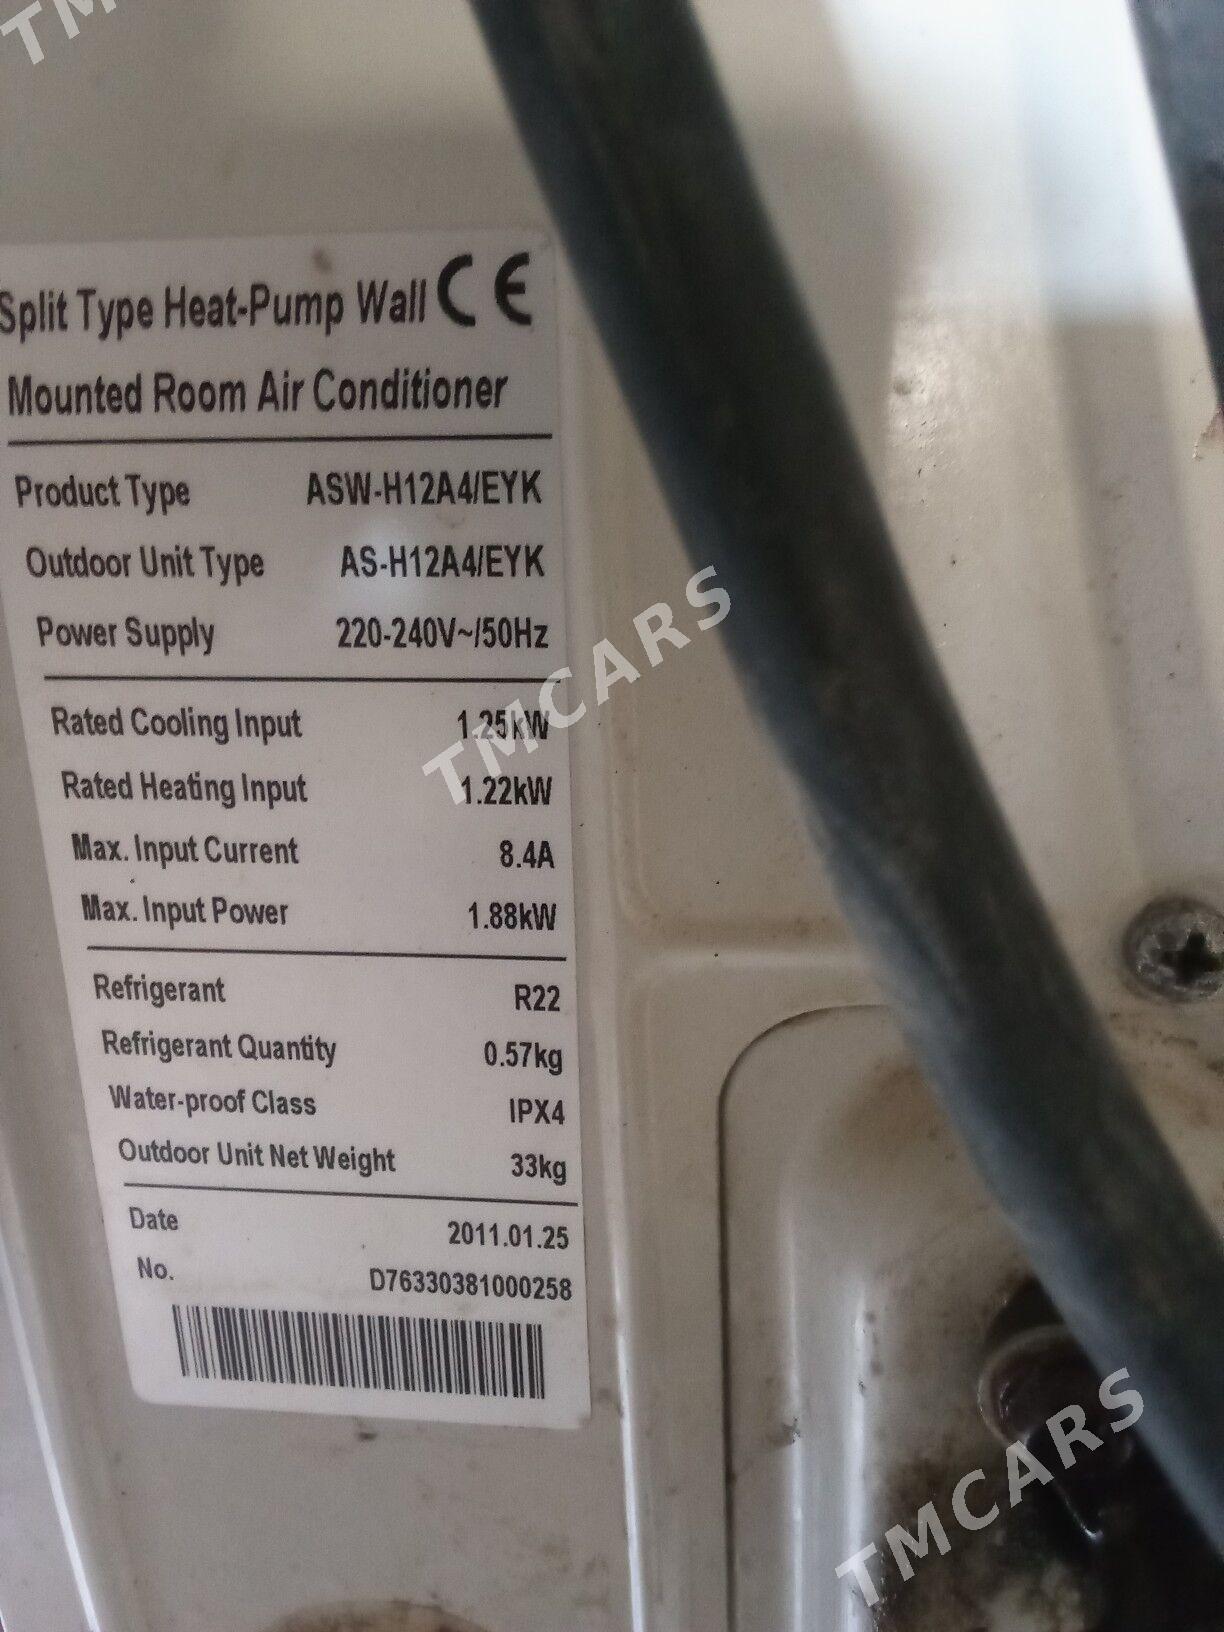 TM
Split Type Heat-Pump Wall CE
Mounted Room Air Conditioner
Product Type ASW-H12A4/EYK
Outdoor Unit Type AS-H12A4/EYK
Power Supply 220-240V~/50Hz
Rated Cooling Input 1.25kW
Rated Heating Input 1.22kW
Max. Input Current 8.4A
Max. Input Power 1.88kW
Refrigerant R22
Refrigerant Quantity 0.57kg
Water-proof Class IPX4
Outdoor Unit Net Weight 33kg
Date 2011.01.25
No. D76330381000258
TMCARS
TMCARS